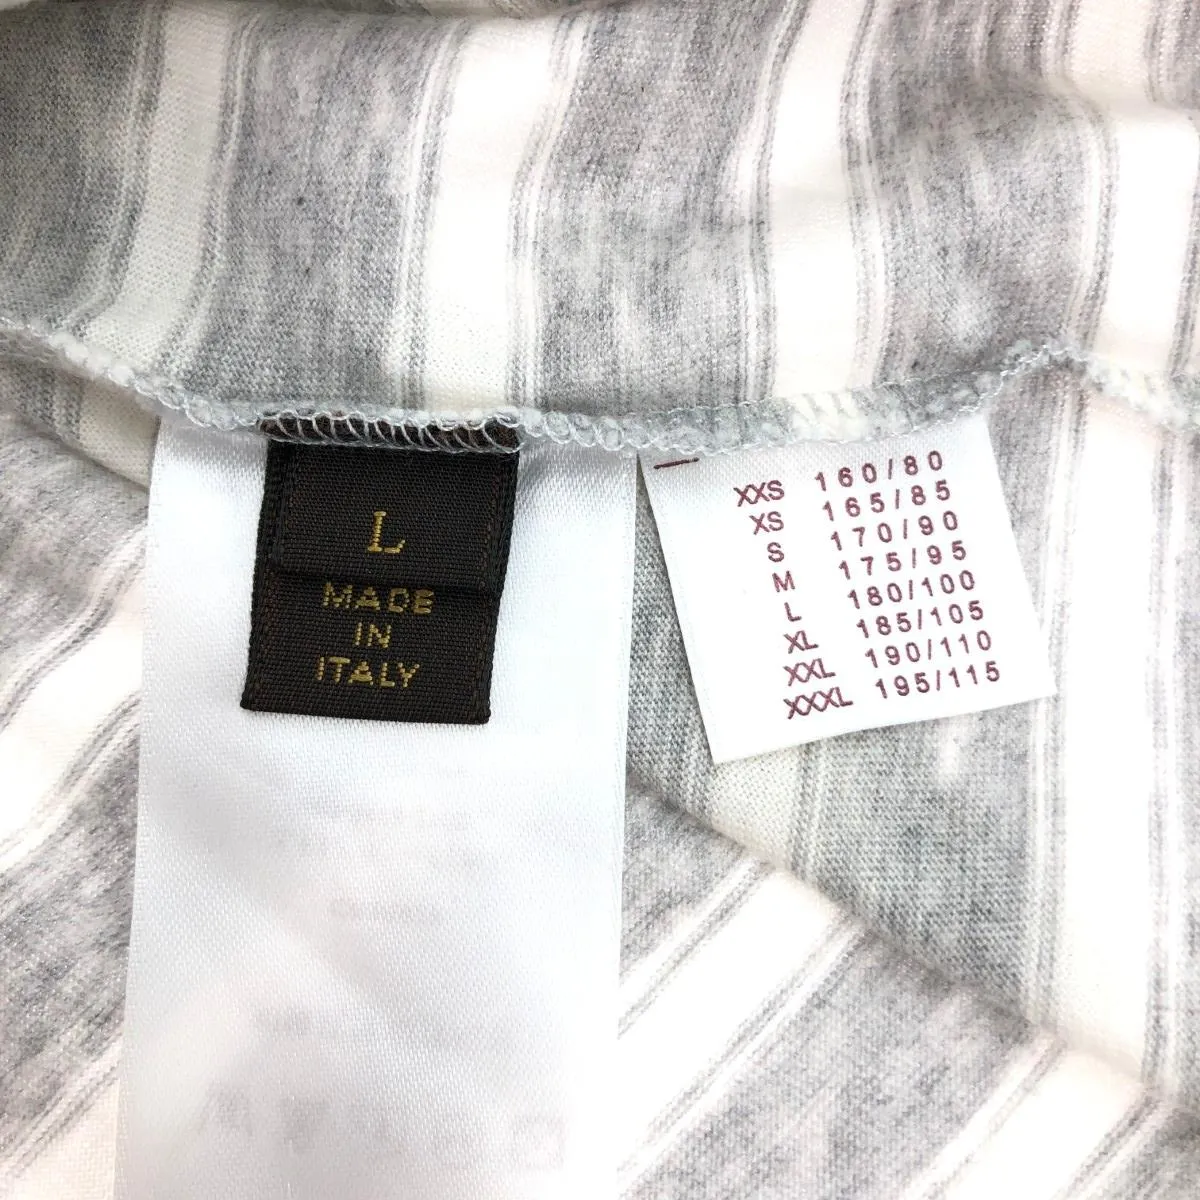 L
MADE
IN
ITALY
XXS 160/80
XS 165/85
S 170/90
M 175/95
L 180/100
XL 185/105
XXL 190/110
XXXL 195/115